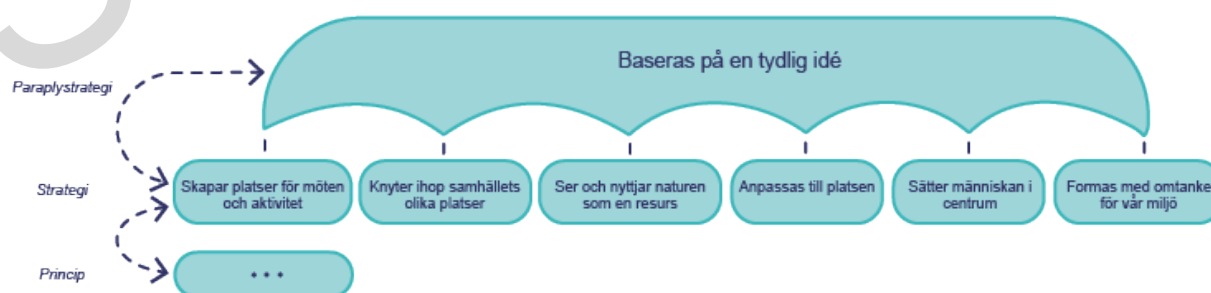 Baseras på en tydlig idé
Paraplystrategi
Strategi
Skapar platser för möten
och aktivitet
Knyter ihop samhällets
olika platser
Ser och nyttjar naturen
som en resurs
Anpassas till platsen
Sätter människan i
centrum
Formas med omtanke
för vår miljö
Princip
• • •